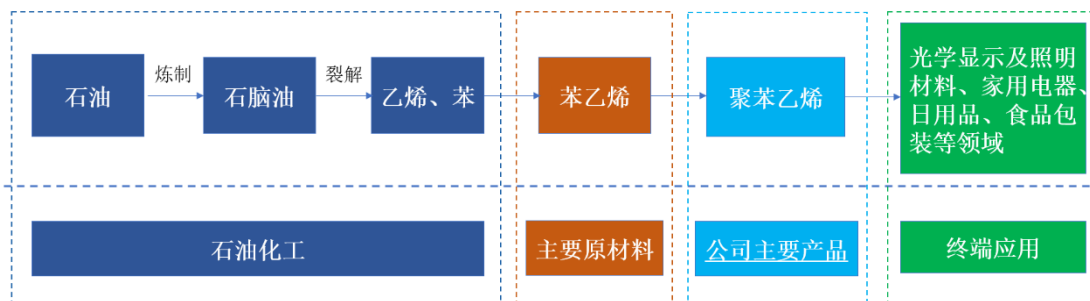 石油
炼制
石脑油
裂解
乙烯、苯
苯乙烯
聚苯乙烯
光学显示及照明
材料、家用电器、
日用品、食品包
装等领域
石油化工
主要原材料
公司主要产品
终端应用